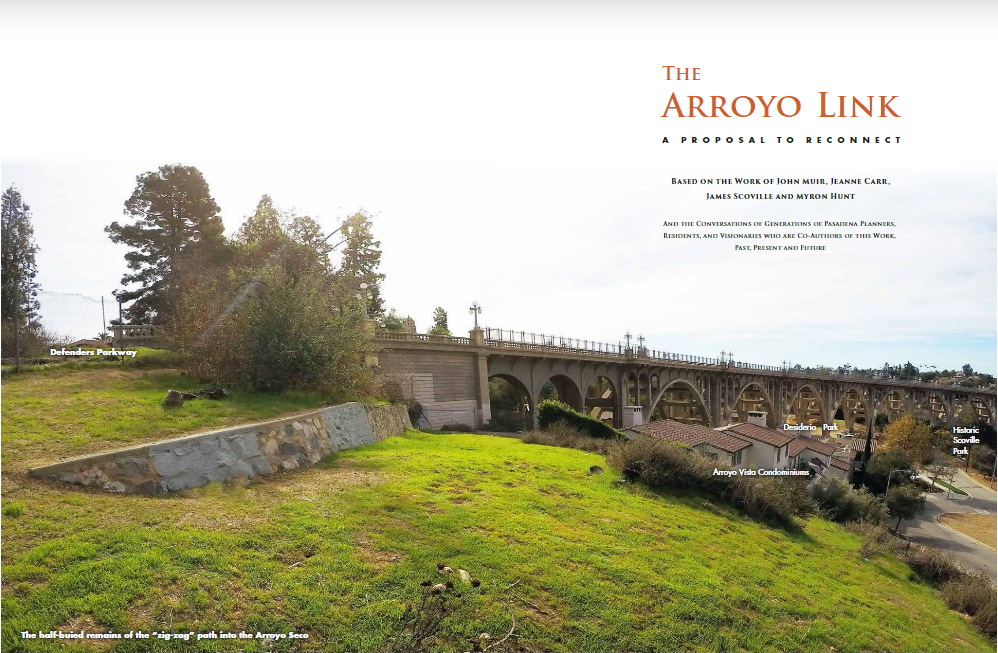 The
Arroyo Link
A PROPOSAL TO RECONNECT
Based on the Work of John Muir, Jeanne Carr,
James Scoville and Myron Hunt
And the Conversations of Generations of Pasadena Planners,
Residents, and Visionaries who are Co-Authors of this Work,
Past, Present and Future
Defenders Parkway
Desiderio Park
Historic
Scoville
Park
Arroyo Vista Condominiums
The half-buied remains of the "zig-zag" path into the Arroyo Seco